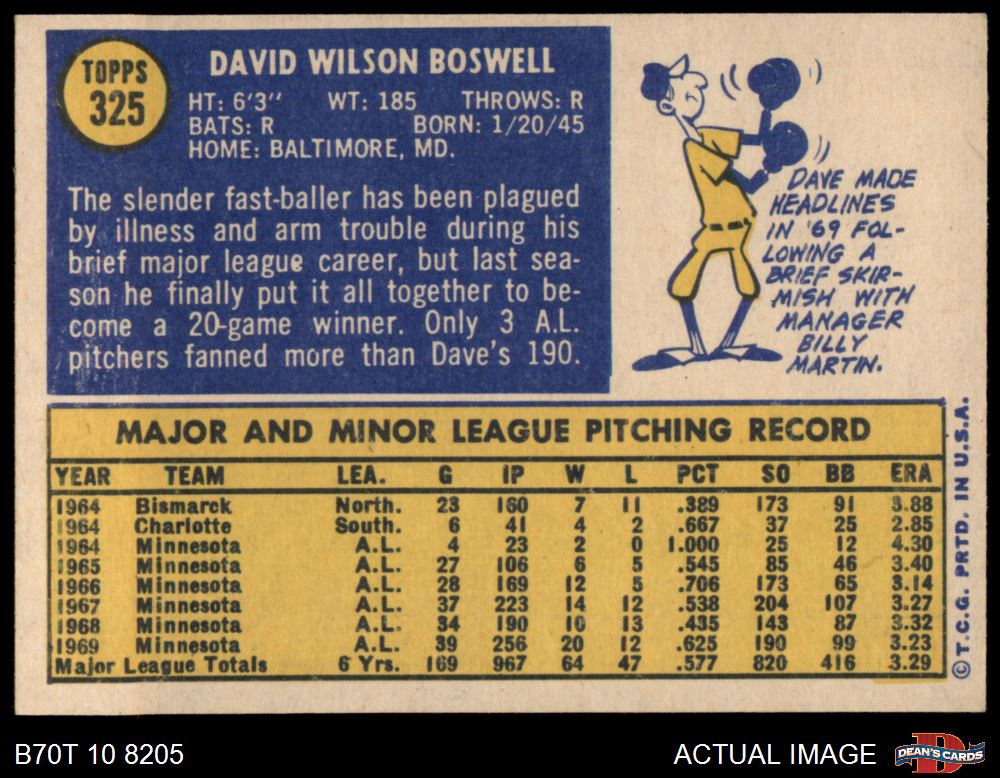 TOPPS
325
DAVID WILSON BOSWELL
HT: 6'3" WT: 185 THROWS: R
BATS: R BORN: 1/20/45
HOME: BALTIMORE, MD.
The slender fast-baller has been plagued
by illness and arm trouble during his
brief major league career, but last sea-
son he finally put it all together to be-
come a 20-game winner. Only 3 A.L.
pitchers fanned more than Dave's 190.
DAVE MADE
HEADLINES
IN '69 FOL-
LOWING A
BRIEF SKIR-
MISH WITH
MANAGER
BILLY
MARTIN.
MAJOR AND MINOR LEAGUE PITCHING RECORD
YEAR TEAM LEA. G IP W L PCT SO BB ERA
1964 Bismarck North. 23 160 7 11 .389 173 91 3.88
1964 Charlotte South. 6 41 4 2 .667 37 25 2.85
1964 Minnesota A.L. 4 23 2 0 1.000 25 12 4.30
1965 Minnesota A.L. 27 106 6 5 .545 85 46 3.40
1966 Minnesota A.L. 28 169 12 5 .706 173 65 3.14
1967 Minnesota A.L. 37 223 14 12 .538 204 107 3.27
1968 Minnesota A.L. 34 190 10 13 .435 143 87 3.32
1969 Minnesota A.L. 39 256 20 12 .625 190 99 3.23
Major League Totals 6 Yrs. 169 967 64 47 .577 820 416 3.29
© T.C.G. PRTD. IN U.S.A.
B70T 10 8205
ACTUAL IMAGE
DEAN'S CARDS